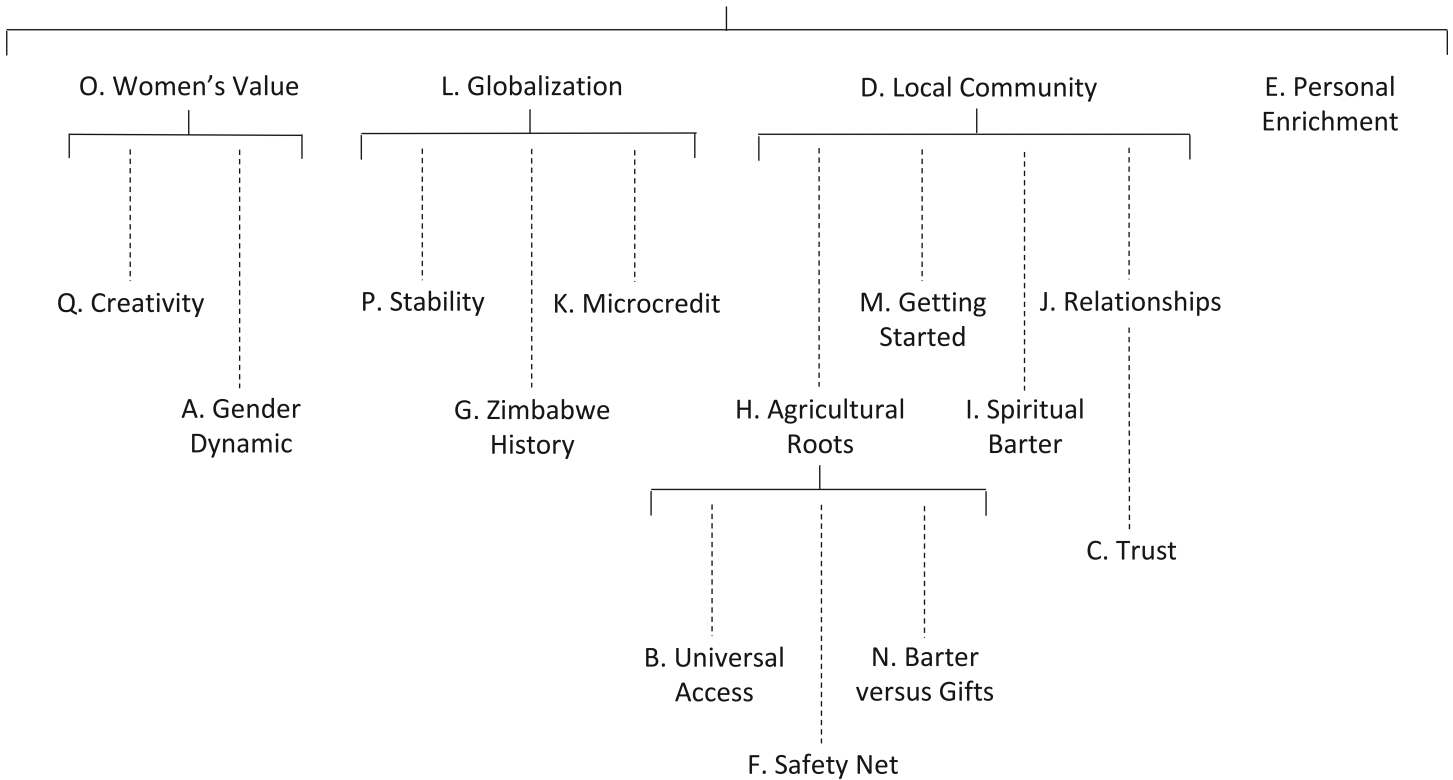 O. Women’s Value
L. Globalization
D. Local Community
E. Personal
Enrichment
Q. Creativity
P. Stability
K. Microcredit
M. Getting
Started
J. Relationships
A. Gender
Dynamic
G. Zimbabwe
History
H. Agricultural
Roots
I. Spiritual
Barter
C. Trust
B. Universal
Access
N. Barter
versus Gifts
F. Safety Net